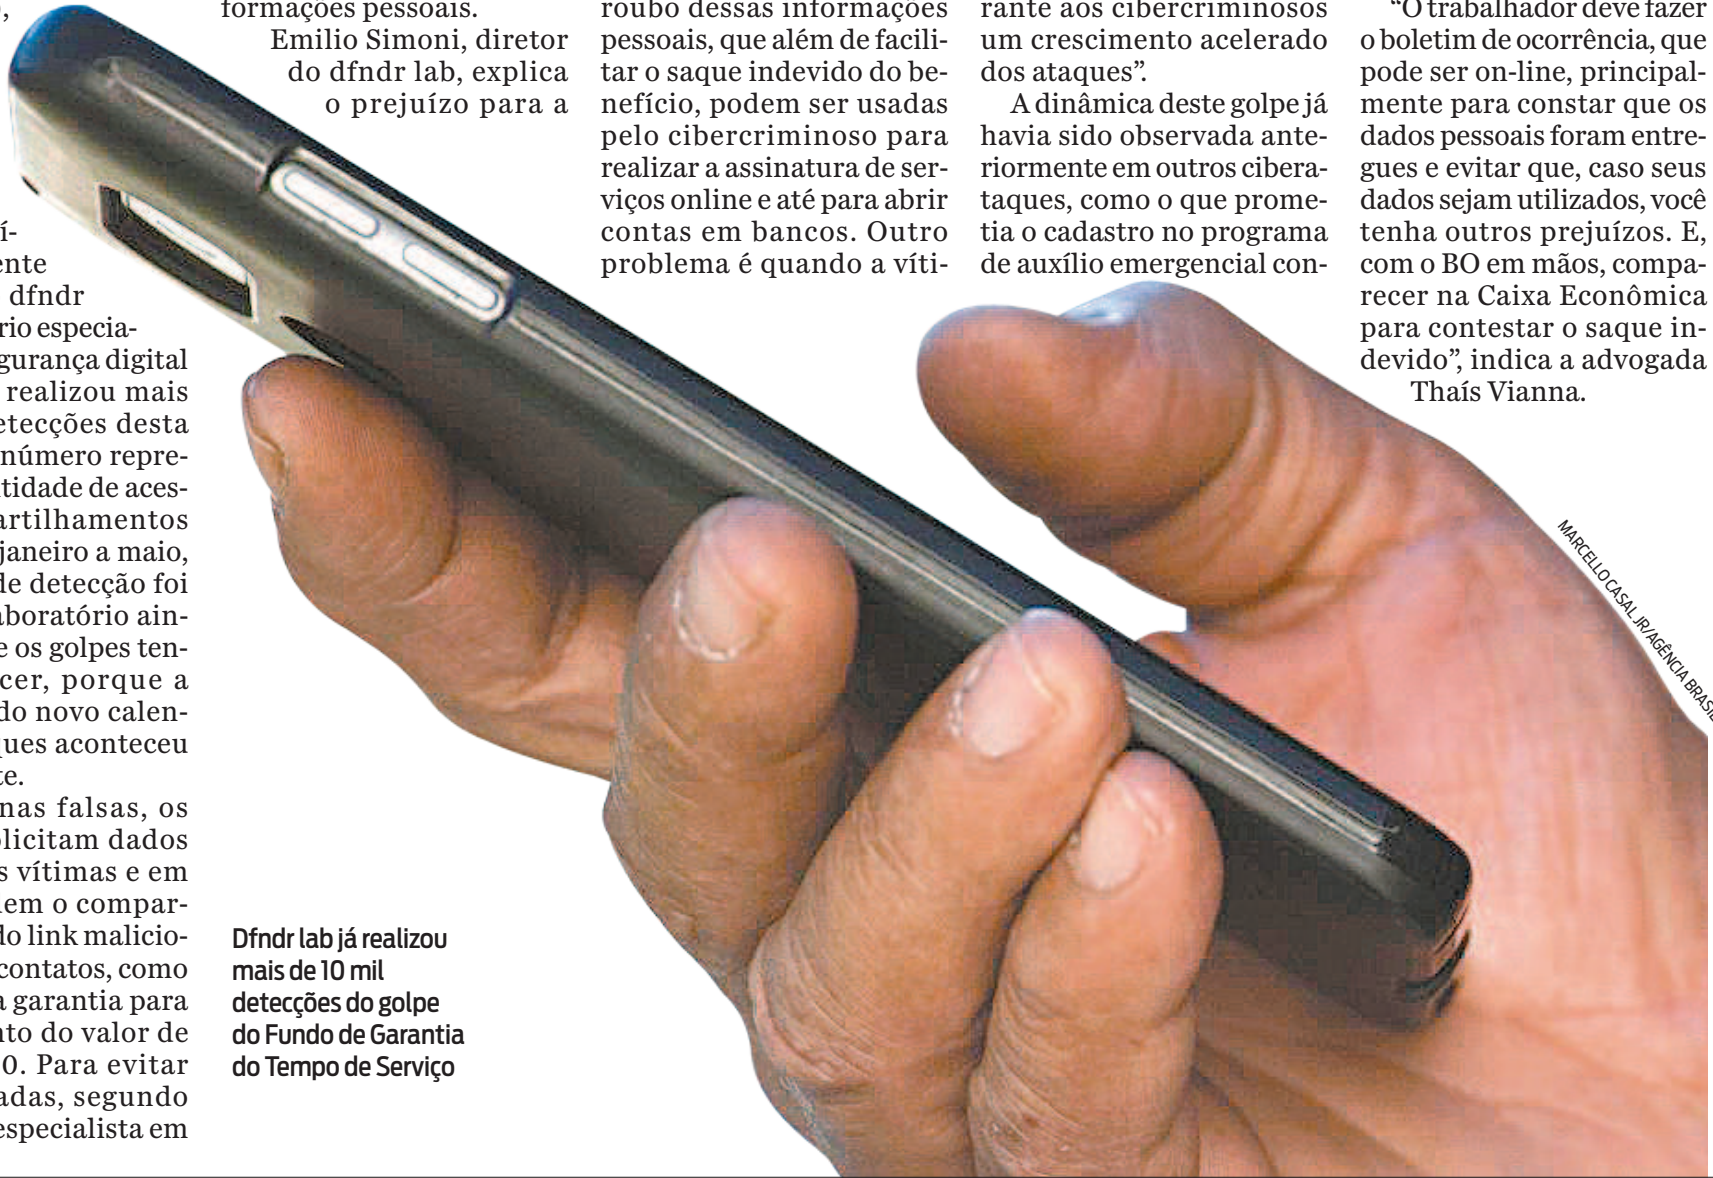 í-
ente
dfndr
rio especia-
gurança digital
realizou mais
etecções desta
número repre-
tidade de aces-
artilhamentos
janeiro a maio,
de detecção foi
aboratório ain-
e os golpes ten-
cer, porque a
do novo calen-
ues aconteceu
te.
nas falsas, os
licitam dados
s vítimas e em
em o compar-
do link malicio-
contatos, como
a garantia para
nto do valor de
0. Para evitar
adas, segundo
especialista em
formações pessoais.
Emilio Simoni, diretor
do dfndr lab, explica
o prejuízo para a
Dfndr lab já realizou
mais de 10 mil
detecções do golpe
do Fundo de Garantia
do Tempo de Serviço
roubo dessas informações
pessoais, que além de facili-
tar o saque indevido do be-
nefício, podem ser usadas
pelo cibercriminoso para
realizar a assinatura de ser-
viços online e até para abrir
contas em bancos. Outro
problema é quando a víti-
rante aos cibercriminosos
um crescimento acelerado
dos ataques”.
A dinâmica deste golpe já
havia sido observada ante-
riormente em outros cibera-
taques, como o que prome-
tia o cadastro no programa
de auxílio emergencial con-
“O trabalhador deve fazer
o boletim de ocorrência, que
pode ser on-line, principal-
mente para constar que os
dados pessoais foram entre-
gues e evitar que, caso seus
dados sejam utilizados, você
tenha outros prejuízos. E,
com o BO em mãos, compa-
recer na Caixa Econômica
para contestar o saque in-
devido”, indica a advogada
Thaís Vianna.
MARCELLO CASAL JR/AGÊNCIA BRASIL